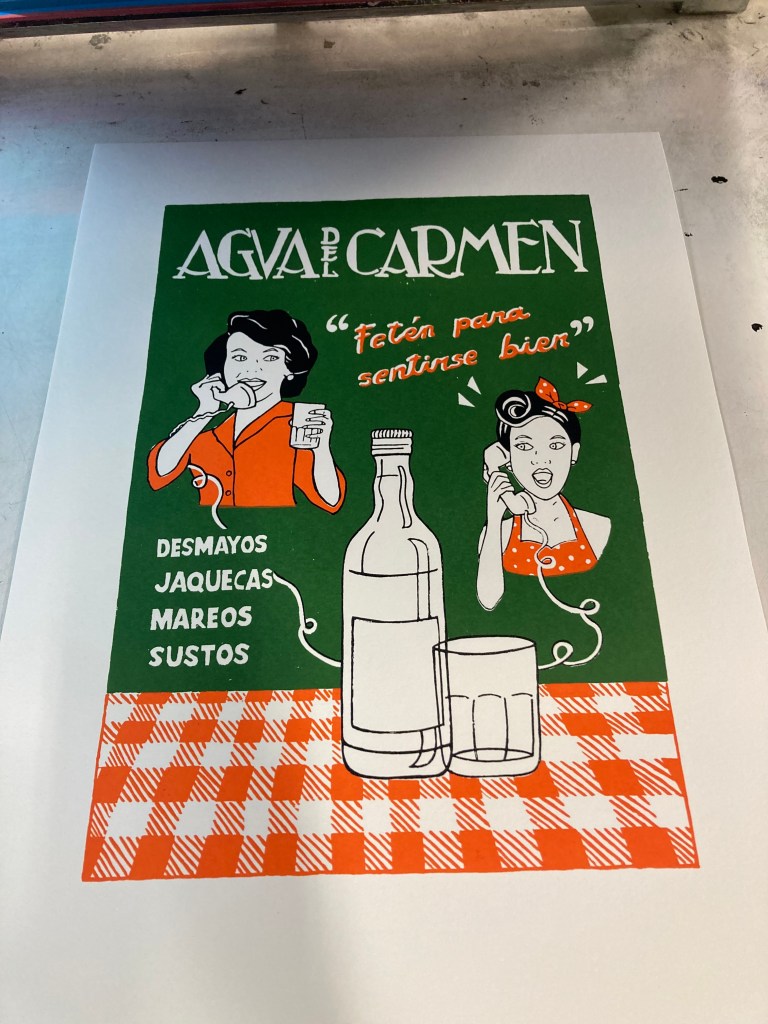 AGVA DEL CARMEN
“Fetén para
sentirse bien”
DESMAYOS
JAQUECAS
MAREOS
SUSTOS